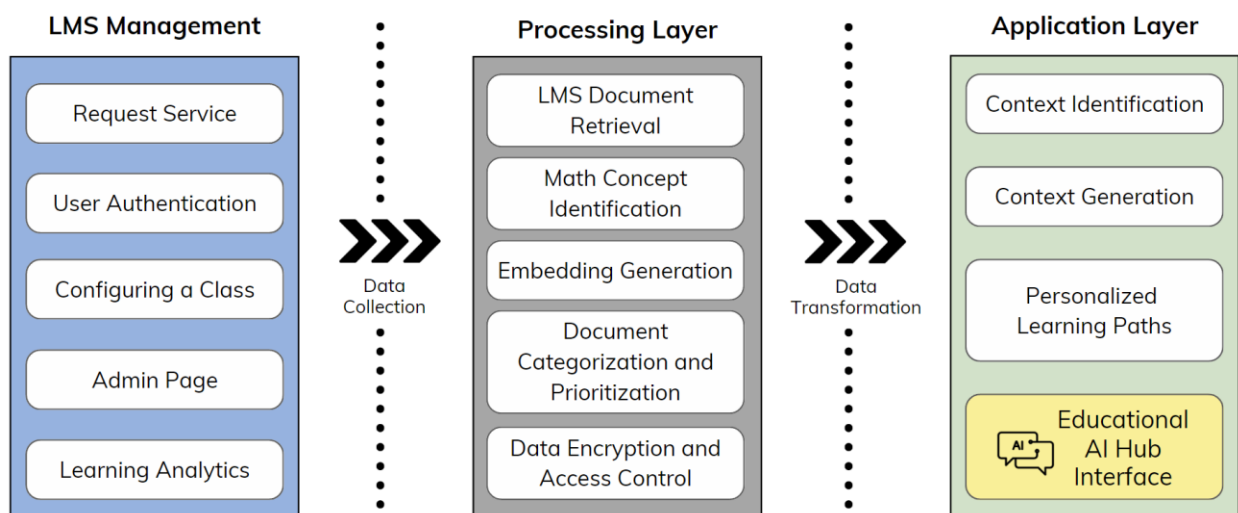 LMS Management
Request Service
User Authentication
Configuring a Class
Admin Page
Learning Analytics
Data
Collection
Processing Layer
LMS Document
Retrieval
Math Concept
Identification
Embedding Generation
Document
Categorization and
Prioritization
Data Encryption and
Access Control
Data
Transformation
Application Layer
Context Identification
Context Generation
Personalized
Learning Paths
AI
Educational
AI Hub
Interface